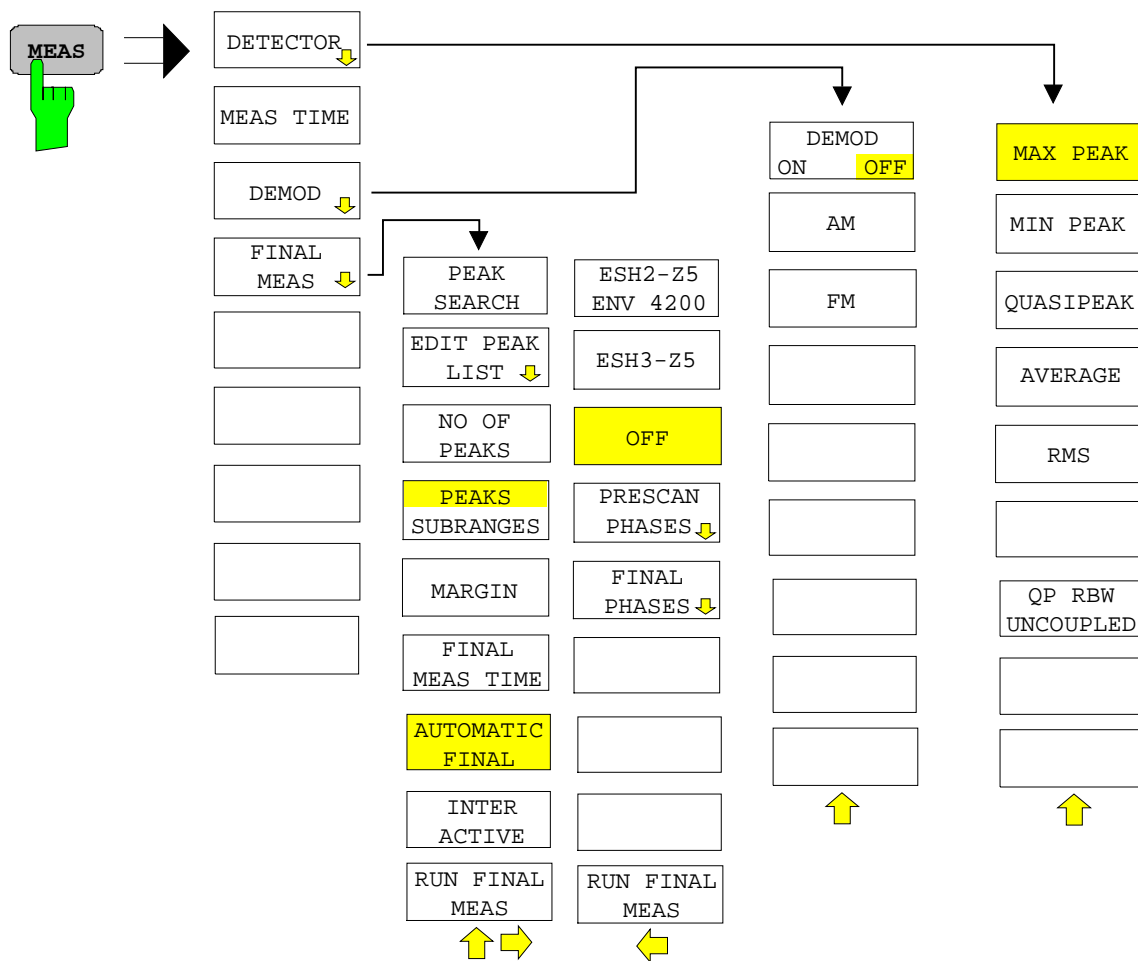 MEAS
DETECTOR
MEAS TIME
DEMOD
FINAL
MEAS
PEAK
SEARCH
EDIT PEAK
LIST
NO OF
PEAKS
PEAKS
SUBRANGES
MARGIN
FINAL
MEAS TIME
AUTOMATIC
FINAL
INTER
ACTIVE
RUN FINAL
MEAS
ESH2-Z5
ENV 4200
ESH3-Z5
OFF
PRESCAN
PHASES
FINAL
PHASES
RUN FINAL
MEAS
DEMOD
ON OFF
AM
FM
MAX PEAK
MIN PEAK
QUASIPEAK
AVERAGE
RMS
QP RBW
UNCOUPLED